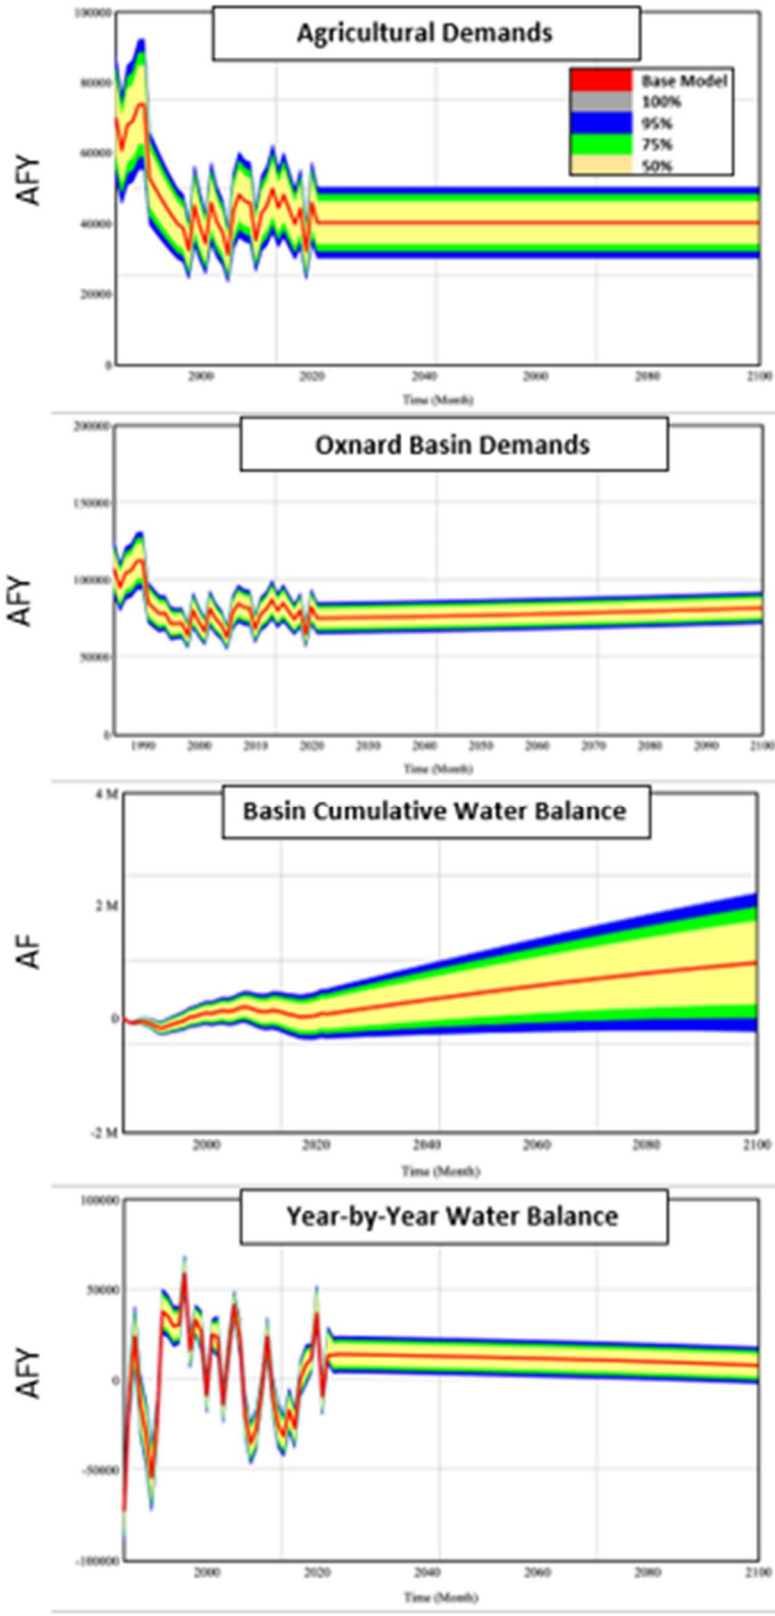 Agricultural Demands
100000
Base Model
100%
95%
75%
50%
80000
60000
AFY
40000
20000
0
2000 2020 2040 2060 2080 2100
Time (Month)
Oxnard Basin Demands
200000
150000
AFY
100000
50000
0
1990 2000 2010 2020 2030 2040 2050 2060 2070 2080 2090 2100
Time (Month)
Basin Cumulative Water Balance
4 M
2 M
AF
0
-2 M
2000 2020 2040 2060 2080 2100
Time (Month)
Year-by-Year Water Balance
100000
50000
AFY
0
-50000
-100000
2000 2020 2040 2060 2080 2100
Time (Month)